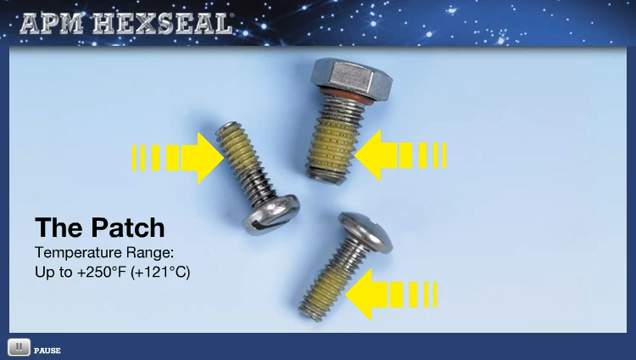 APM HEXSEAL®
The Patch
Temperature Range:
Up to +250°F (+121°C)
PAUSE